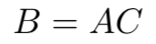 B = AC